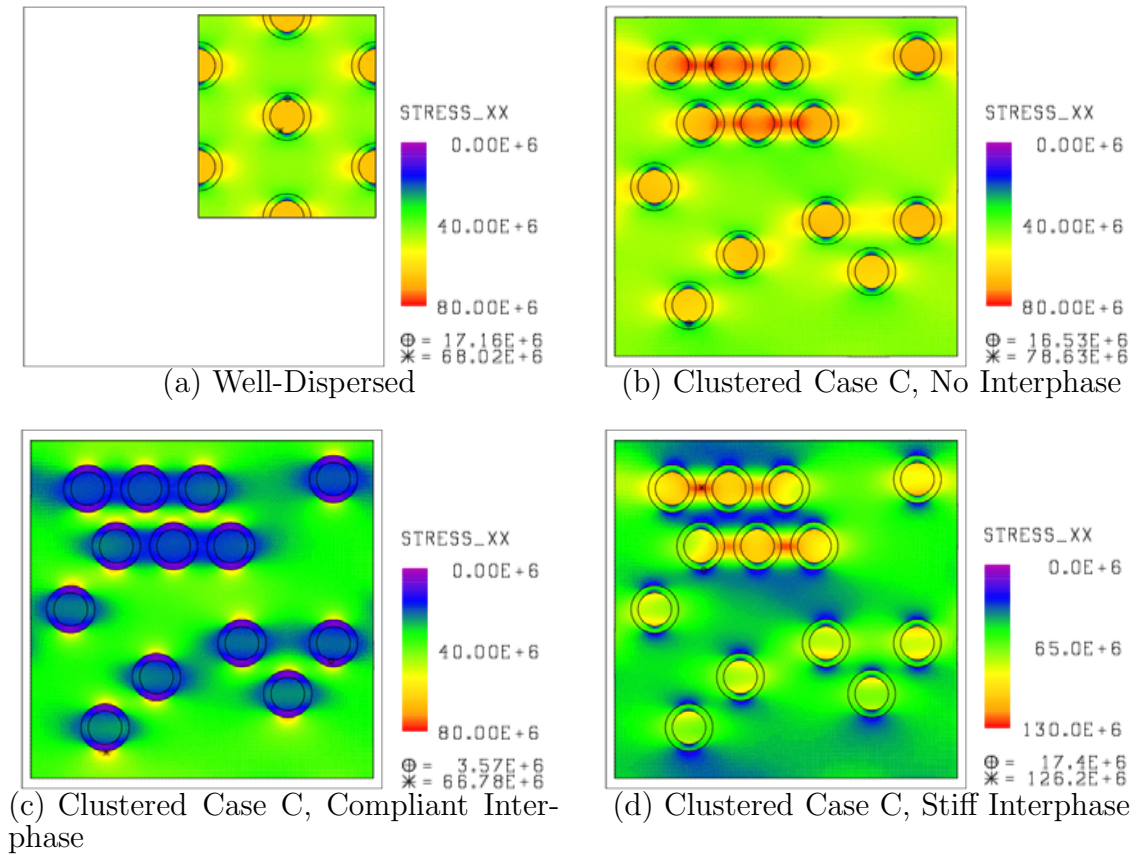 STRESS_XX
0.00E+6
40.00E+6
80.00E+6
⊕ = 17.16E+6
✳ = 68.02E+6
(a) Well-Dispersed
STRESS_XX
0.00E+6
40.00E+6
80.00E+6
⊕ = 16.53E+6
✳ = 78.63E+6
(b) Clustered Case C, No Interphase
STRESS_XX
0.00E+6
40.00E+6
80.00E+6
⊕ = 3.57E+6
✳ = 66.78E+6
(c) Clustered Case C, Compliant Inter-
phase
STRESS_XX
0.0E+6
65.0E+6
130.0E+6
⊕ = 17.4E+6
✳ = 126.2E+6
(d) Clustered Case C, Stiff Interphase